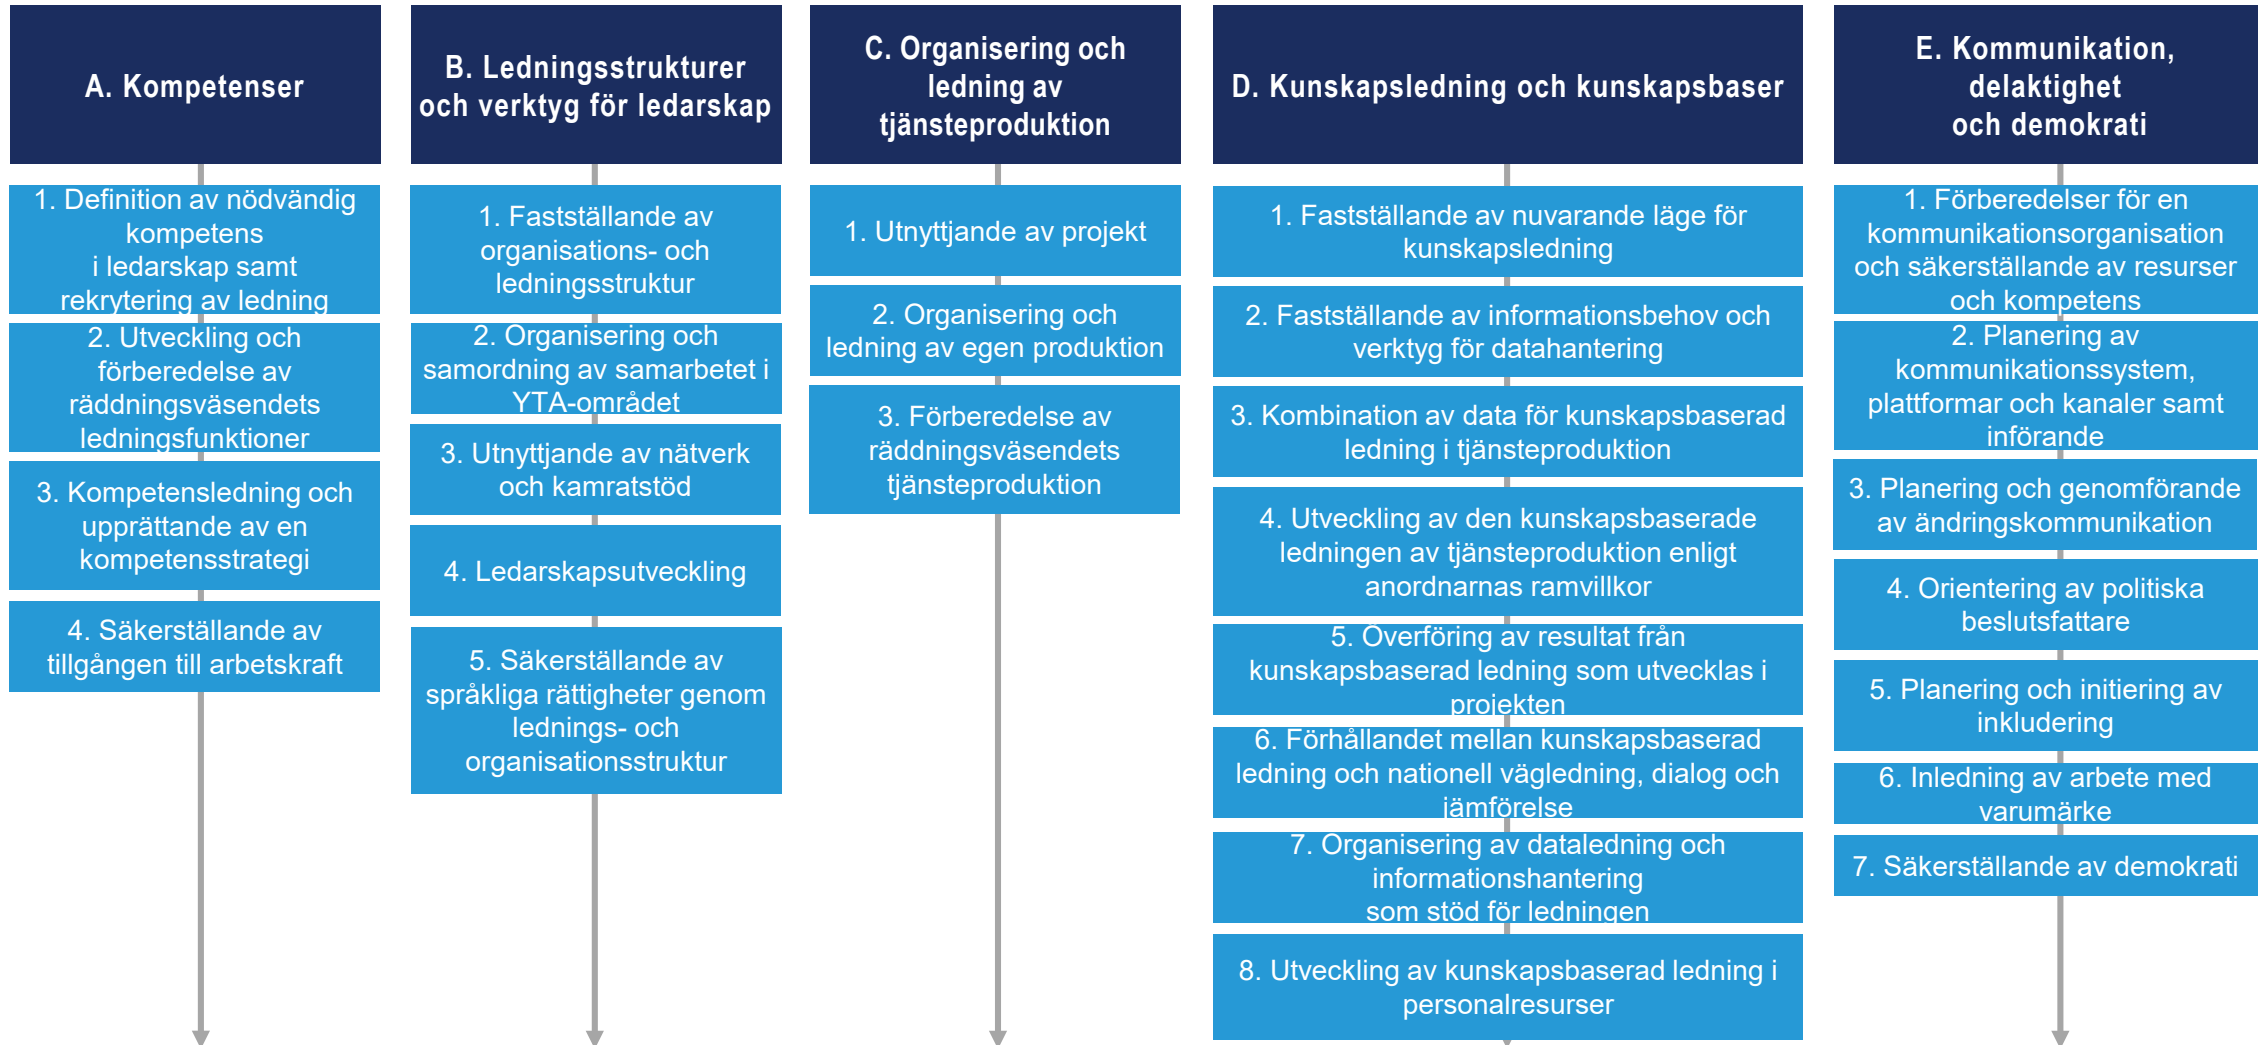 A. Kompetenser
1. Definition av nödvändig
kompetens
i ledarskap samt
rekrytering av ledning
2. Utveckling och
förberedelse av
räddningsväsendets
ledningsfunktioner
3. Kompetensledning och
upprättande av en
kompetensstrategi
4. Säkerställande av
tillgången till arbetskraft
B. Ledningsstrukturer
och verktyg för ledarskap
1. Fastställande av
organisations- och
ledningsstruktur
2. Organisering och
samordning av samarbetet i
YTA-området
3. Utnyttjande av nätverk
och kamratstöd
4. Ledarskapsutveckling
5. Säkerställande av
språkliga rättigheter genom
lednings- och
organisationsstruktur
C. Organisering och
ledning av
tjänsteproduktion
1. Utnyttjande av projekt
2. Organisering och
ledning av egen produktion
3. Förberedelse av
räddningsväsendets
tjänsteproduktion
D. Kunskapsledning och kunskapsbaser
1. Fastställande av nuvarande läge för
kunskapsledning
2. Fastställande av informationsbehov och
verktyg för datahantering
3. Kombination av data för kunskapsbaserad
ledning i tjänsteproduktion
4. Utveckling av den kunskapsbaserade
ledningen av tjänsteproduktion enligt
anordnarnas ramvillkor
5. Överföring av resultat från
kunskapsbaserad ledning som utvecklas i
projekten
6. Förhållandet mellan kunskapsbaserad
ledning och nationell vägledning, dialog och
jämförelse
7. Organisering av dataledning och
informationshantering
som stöd för ledningen
8. Utveckling av kunskapsbaserad ledning i
personalresurser
E. Kommunikation,
delaktighet
och demokrati
1. Förberedelser för en
kommunikationsorganisation
och säkerställande av resurser
och kompetens
2. Planering av
kommunikationssystem,
plattformar och kanaler samt
införande
3. Planering och genomförande
av ändringskommunikation
4. Orientering av politiska
beslutsfattare
5. Planering och initiering av
inkludering
6. Inledning av arbete med
varumärke
7. Säkerställande av demokrati